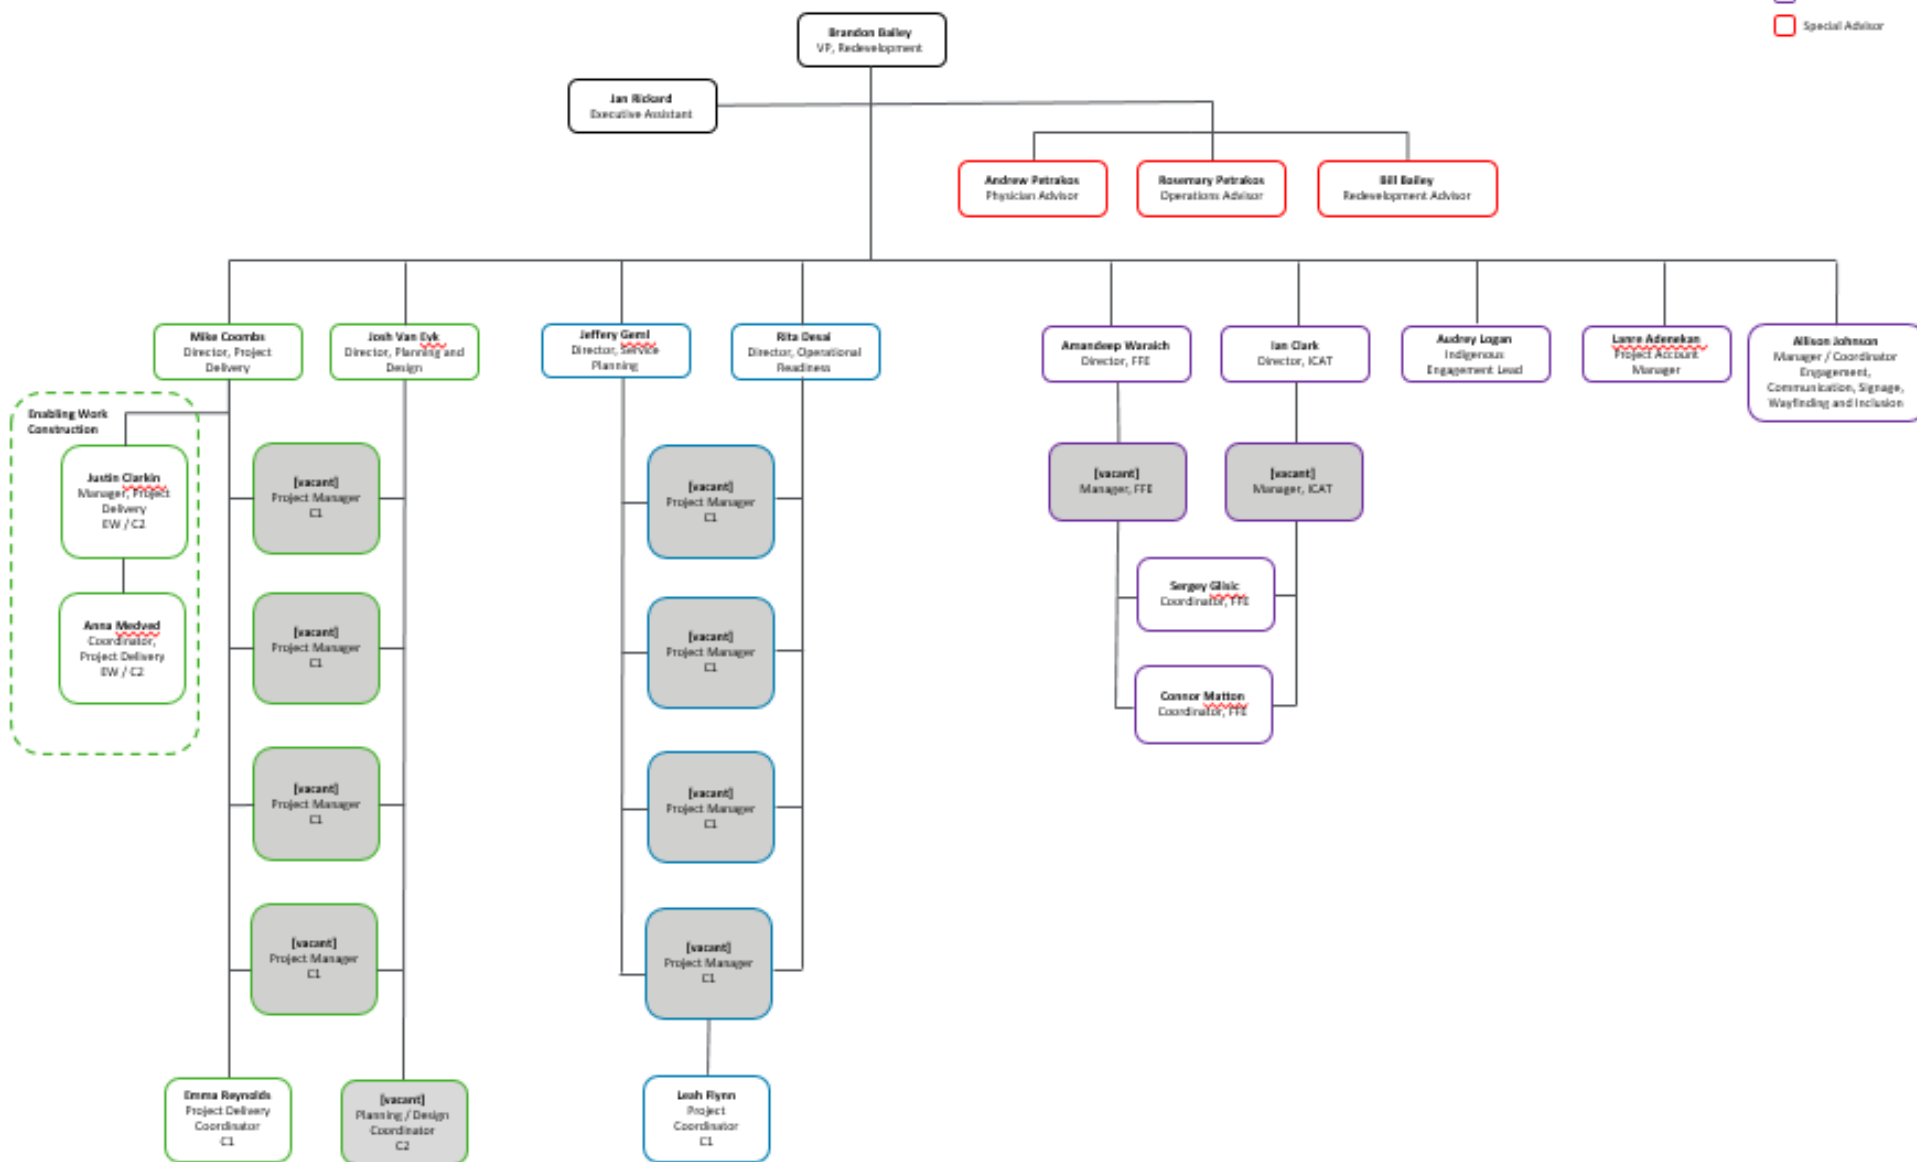 Special Advisor
Brandon Bailey
VP, Redevelopment
Jan Rickard
Executive Assistant
Andrew Petrakos
Physician Advisor
Rosemary Petrakos
Operations Advisor
Bill Bailey
Redevelopment Advisor
Mike Coombs
Director, Project
Delivery
Josh Van Eyk
Director, Planning and
Design
Jeffery Geml
Director, Service
Planning
Rita Desai
Director, Operational
Readiness
Amandeep Waraich
Director, FFE
Ian Clark
Director, ICAT
Audrey Logan
Indigenous
Engagement Lead
Lanre Adenekan
Project Account
Manager
Allison Johnson
Manager / Coordinator
Engagement,
Communication, Signage,
Wayfinding and Inclusion
Enabling Work
Construction
Justin Clarkin
Manager, Project
Delivery
EW / C2
Anna Medved
Coordinator,
Project Delivery
EW / C2
[vacant]
Project Manager
C1
[vacant]
Project Manager
C1
[vacant]
Project Manager
C1
[vacant]
Project Manager
C1
Emma Reynolds
Project Delivery
Coordinator
C1
[vacant]
Planning / Design
Coordinator
C2
[vacant]
Project Manager
C1
[vacant]
Project Manager
C1
[vacant]
Project Manager
C1
[vacant]
Project Manager
C1
Leah Flynn
Project
Coordinator
C1
[vacant]
Manager, FFE
[vacant]
Manager, ICAT
Sergey Glisic
Coordinator, FFE
Connor Matton
Coordinator, FFE